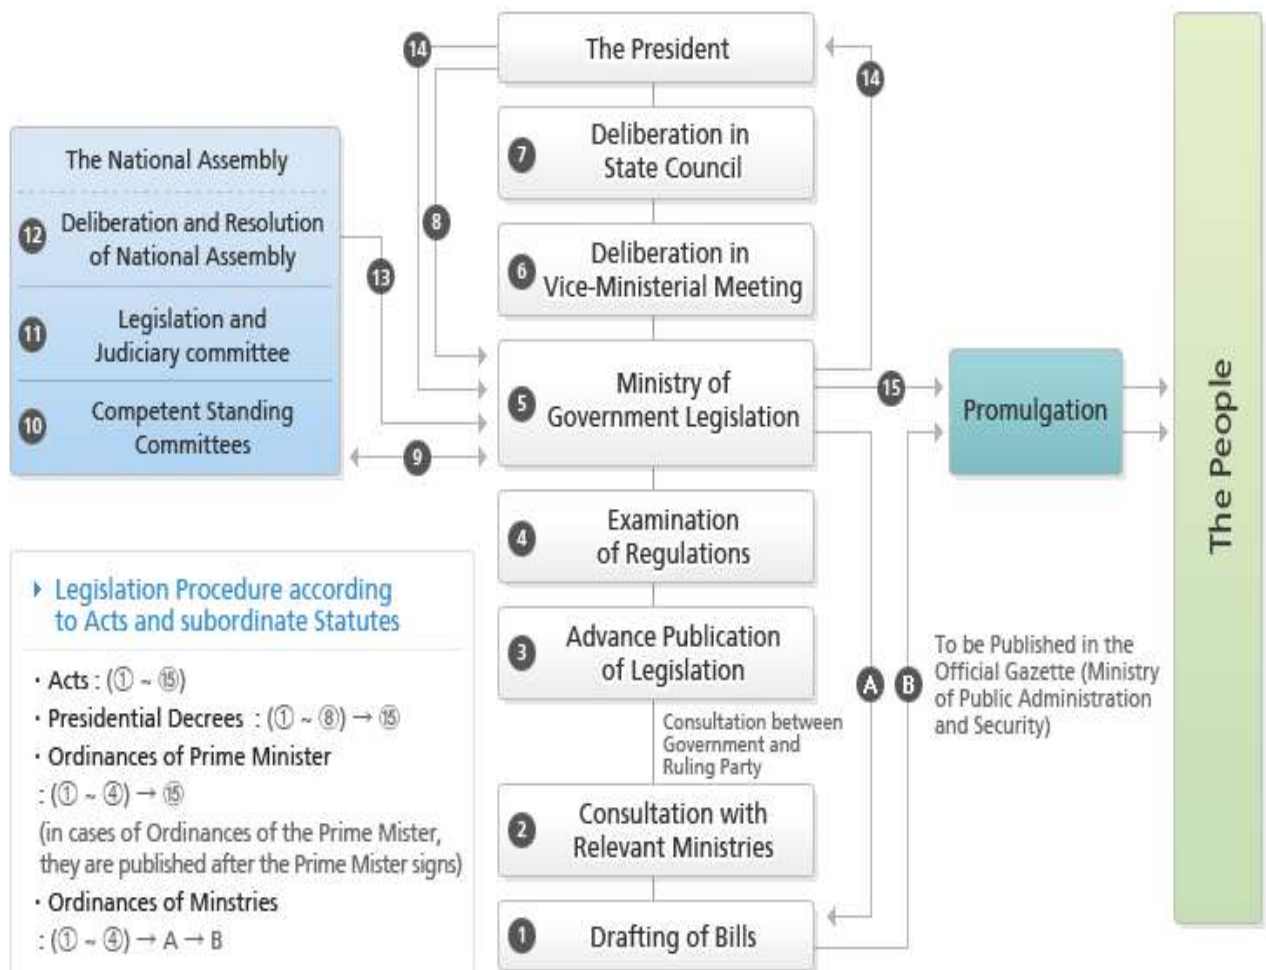 The President
14
14
7
Deliberation in
State Council
The National Assembly
12
Deliberation and Resolution
of National Assembly
8
13
6
Deliberation in
Vice-Ministerial Meeting
11
Legislation and
Judiciary committee
10
Competent Standing
Committees
9
5
Ministry of
Government Legislation
15
Promulgation
The People
4
Examination
of Regulations
3
Advance Publication
of Legislation
A
B
To be Published in the
Official Gazette (Ministry
of Public Administration
and Security)
Consultation between
Government and
Ruling Party
2
Consultation with
Relevant Ministries
1
Drafting of Bills
Legislation Procedure according
to Acts and subordinate Statutes
· Acts : (① ~ ⑮)
· Presidential Decrees : (① ~ ⑧) → ⑮
· Ordinances of Prime Minister
: (① ~ ④) → ⑮
(in cases of Ordinances of the Prime Mister,
they are published after the Prime Mister signs)
· Ordinances of Minstries
: (① ~ ④) → A → B